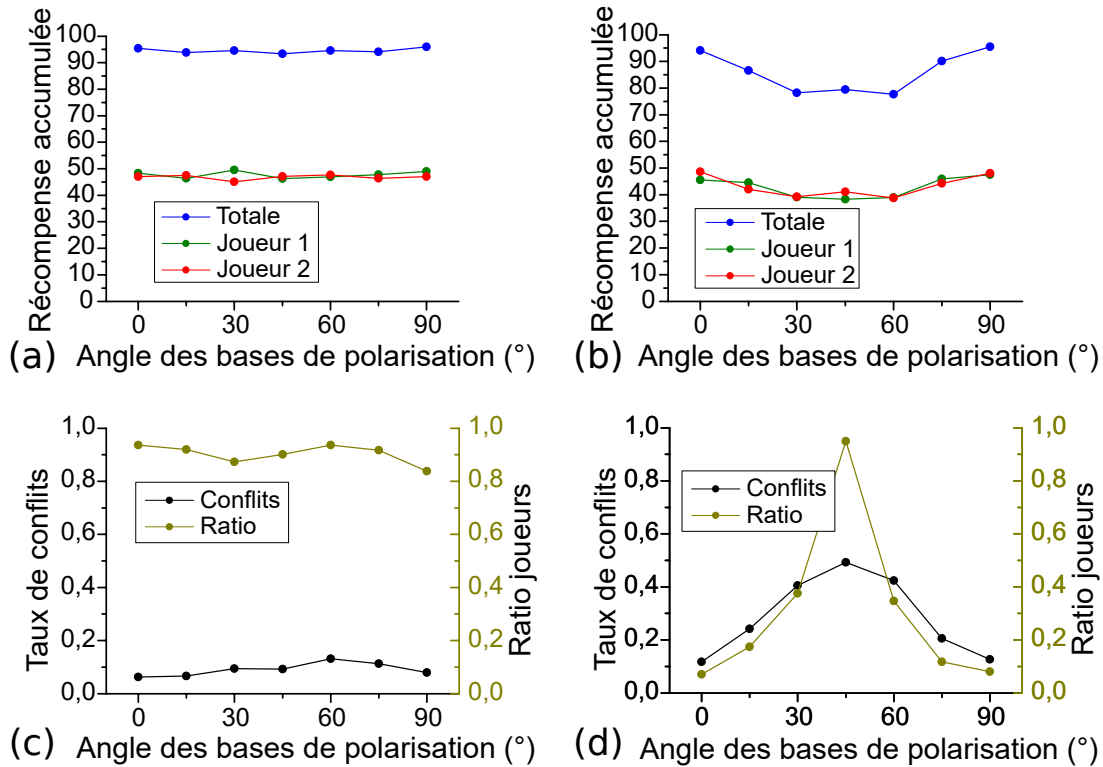 Récompense accumulée
100
90
80
70
60
50
40
30
20
10
0
Totale
Joueur 1
Joueur 2
0 30 60 90
(a) Angle des bases de polarisation (°)
Récompense accumulée
100
90
80
70
60
50
40
30
20
10
0
Totale
Joueur 1
Joueur 2
0 30 60 90
(b) Angle des bases de polarisation (°)
Taux de conflits
1,0
0,8
0,6
0,4
0,2
0,0
Conflits
Ratio
1,0
0,8
0,6
0,4
0,2
0,0
Ratio joueurs
0 30 60 90
(c) Angle des bases de polarisation (°)
Taux de conflits
1,0
0,8
0,6
0,4
0,2
0,0
Conflits
Ratio
1,0
0,8
0,6
0,4
0,2
0,0
Ratio joueurs
0 30 60 90
(d) Angle des bases de polarisation (°)